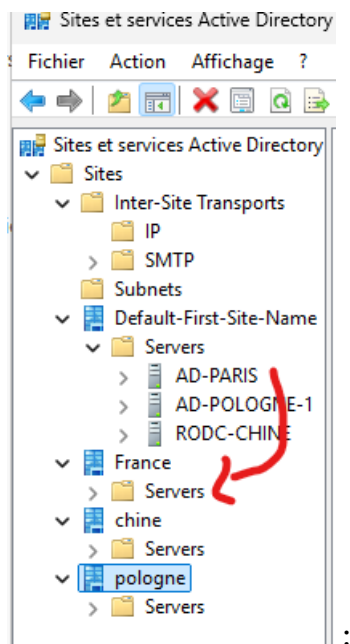 Sites et services Active Directory
Fichier Action Affichage ?
Sites et services Active Directory
Sites
Inter-Site Transports
IP
SMTP
Subnets
Default-First-Site-Name
Servers
AD-PARIS
AD-POLOGNE-1
RODC-CHINE
France
Servers
chine
Servers
pologne
Servers
: